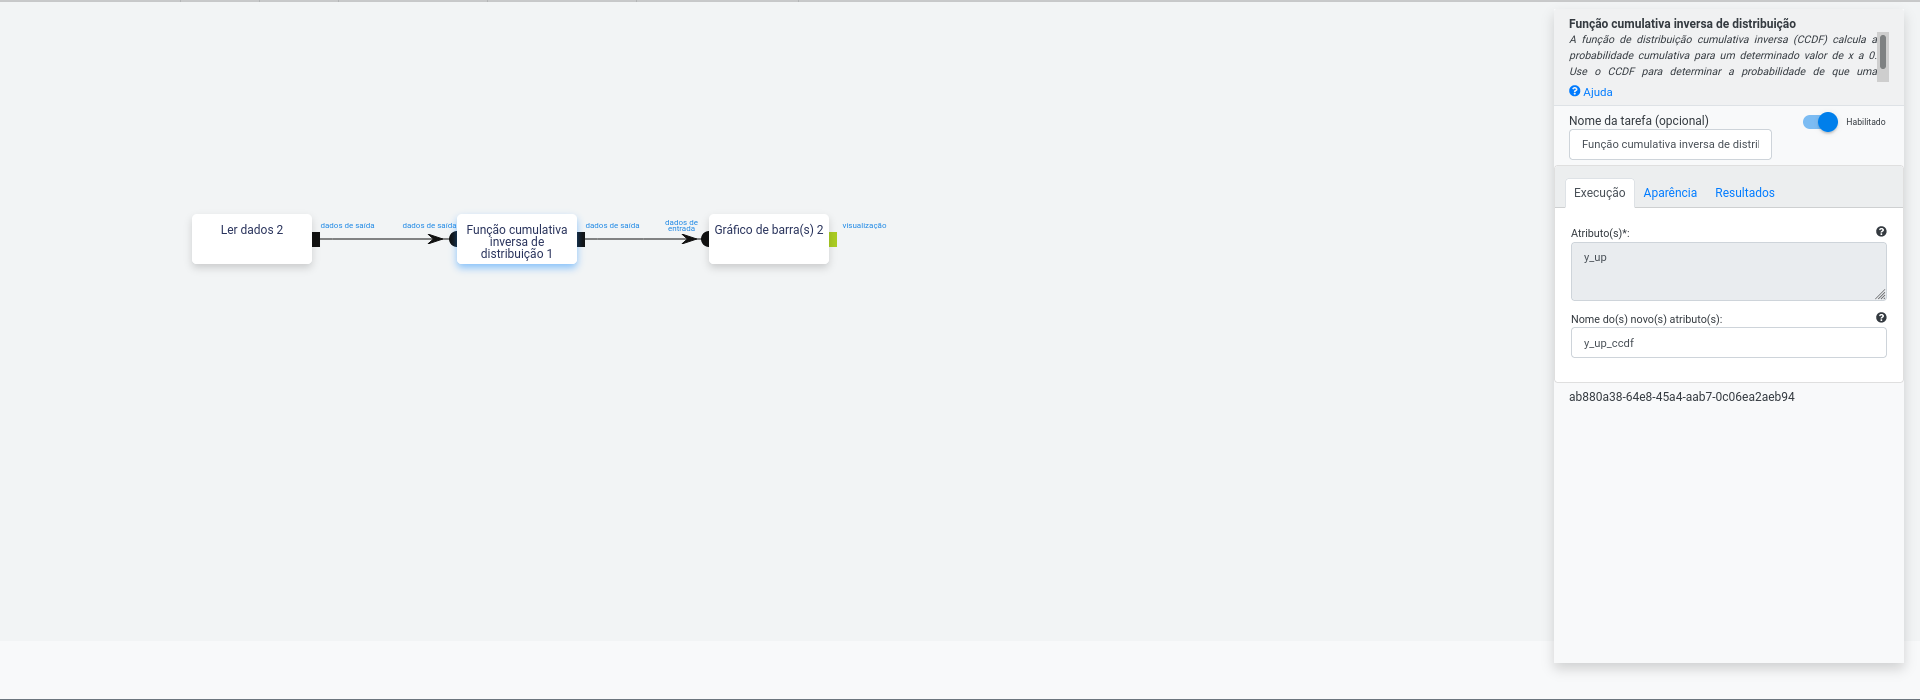 Ler dados 2
dados de saída
dados de saída
Função cumulativa
inversa de
distribuição 1
dados de saída
dados de
entrada
Gráfico de barra(s) 2
visualização
Função cumulativa inversa de distribuição
A função de distribuição cumulativa inversa (CCDF) calcula a
probabilidade cumulativa para um determinado valor de x a 0.
Use o CCDF para determinar a probabilidade de que uma
Ajuda
Nome da tarefa (opcional)
Habilitado
Função cumulativa inversa de distri
Execução Aparência Resultados
Atributo(s)*:
y_up
Nome do(s) novo(s) atributo(s):
y_up_ccdf
ab880a38-64e8-45a4-aab7-0c06ea2aeb94